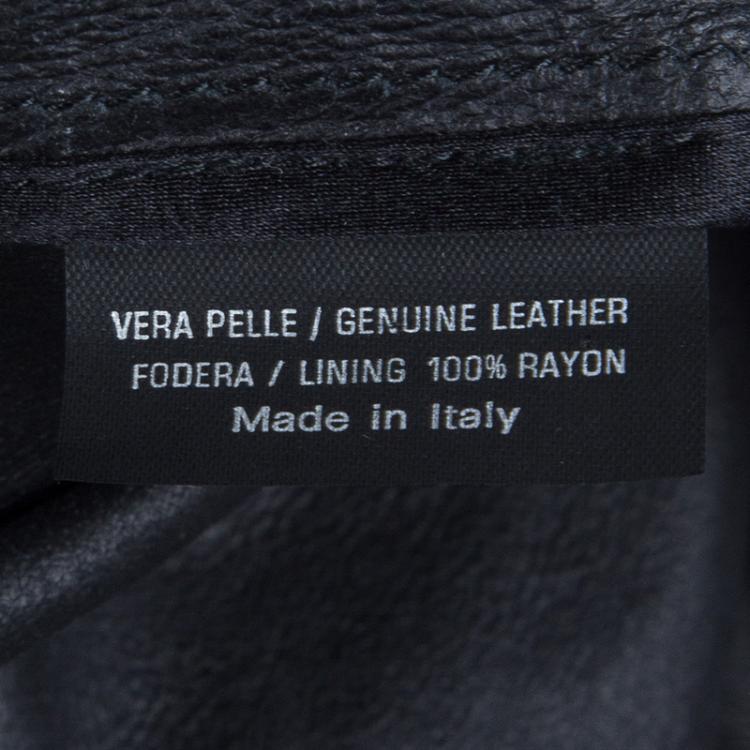 VERA PELLE / GENUINE LEATHER
FODERA / LINING 100% RAYON
Made in Italy